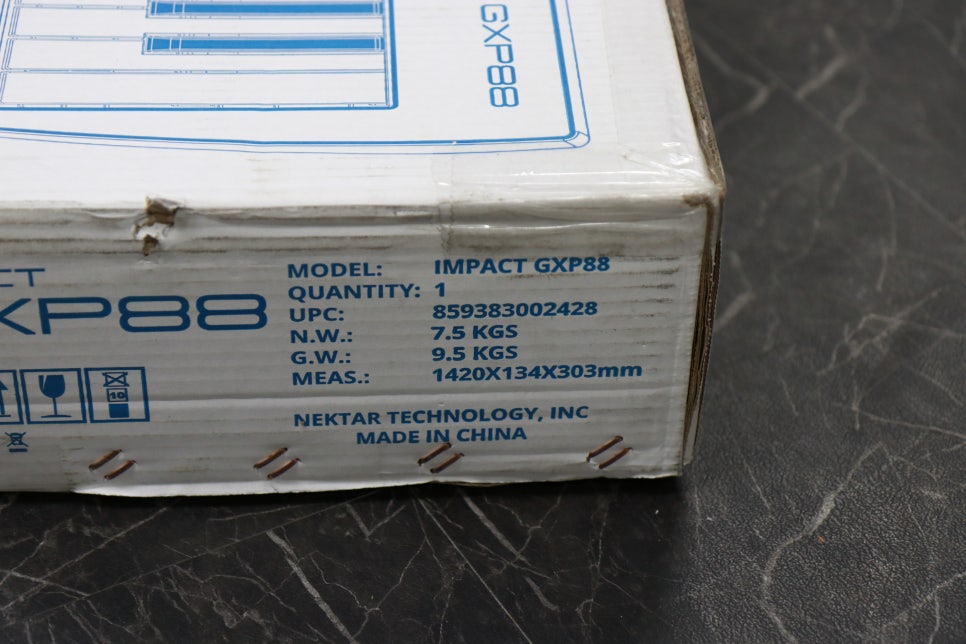 GXP88
MODEL: IMPACT GXP88
QUANTITY: 1
UPC: 859383002428
N.W.: 7.5 KGS
G.W.: 9.5 KGS
MEAS.: 1420X134X303mm
NEKTAR TECHNOLOGY, INC
MADE IN CHINA
CT
XP88
10